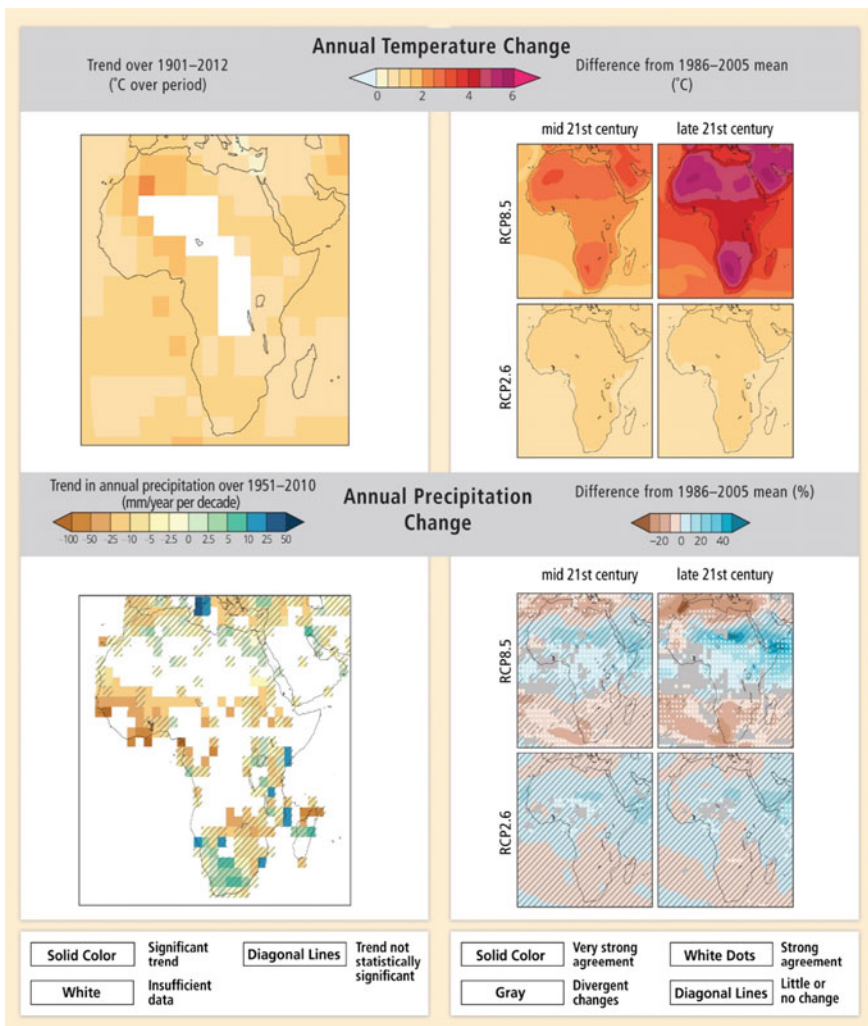 Annual Temperature Change
Trend over 1901–2012
(˚C over period)
0 2 4 6
Difference from 1986–2005 mean
(˚C)
mid 21st century
late 21st century
RCP8.5
RCP2.6
Trend in annual precipitation over 1951–2010
(mm/year per decade)
-100 -50 -25 -10 -5 -2.5 0 2.5 5 10 25 50
Annual Precipitation
Change
Difference from 1986–2005 mean (%)
−20 0 20 40
mid 21st century
late 21st century
RCP8.5
RCP2.6
Solid Color
Significant
trend
Diagonal Lines
Trend not
statistically
significant
White
Insufficient
data
Solid Color
Very strong
agreement
White Dots
Strong
agreement
Gray
Divergent
changes
Diagonal Lines
Little or
no change